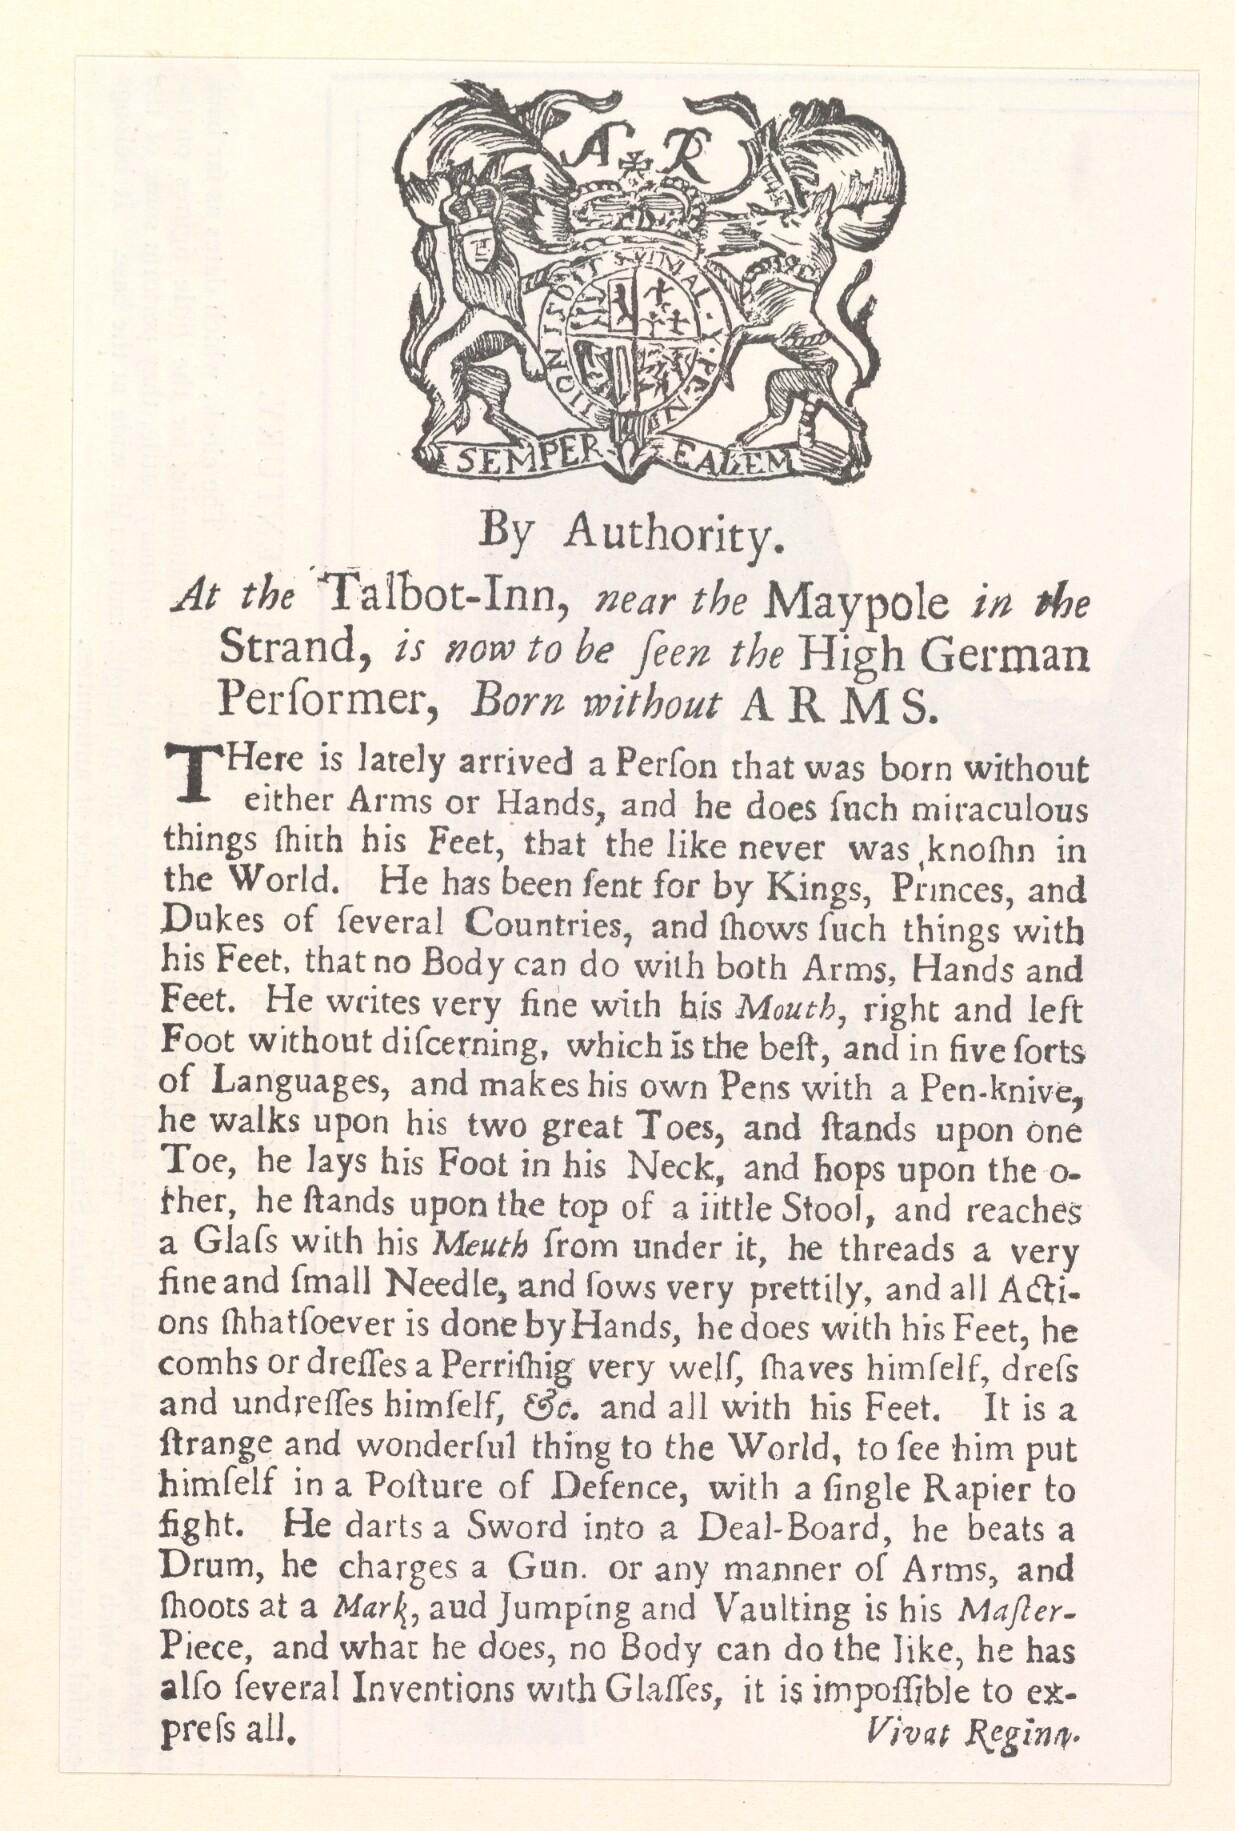 A R
HONI SOIT QUI MAL Y PENSE
SEMPER EADEM
By Authority.
At the Talbot-Inn, near the Maypole in the
Strand, is now to be ſeen the High German
Perſormer, Born without ARMS.
THere is lately arrived a Perſon that was born without
either Arms or Hands, and he does ſuch miraculous
things ſhith his Feet, that the like never was knoſhn in
the World. He has been ſent for by Kings, Princes, and
Dukes of ſeveral Countries, and ſhows ſuch things with
his Feet, that no Body can do with both Arms, Hands and
Feet. He writes very fine with his Mouth, right and left
Foot without diſcerning, which is the beſt, and in five ſorts
of Languages, and makes his own Pens with a Pen-knive,
he walks upon his two great Toes, and ſtands upon one
Toe, he lays his Foot in his Neck, and hops upon the o-
ther, he ſtands upon the top of a iittle Stool, and reaches
a Glaſs with his Meuth ſrom under it, he threads a very
fine and ſmall Needle, and ſows very prettily, and all Acti-
ons ſhhatſoever is done by Hands, he does with his Feet, he
comhs or dreſſes a Perriſhig very welſ, ſhaves himſelf, dreſs
and undreſſes himſelf, &c. and all with his Feet. It is a
ſtrange and wonderſul thing to the World, to ſee him put
himſelf in a Poſture of Defence, with a ſingle Rapier to
fight. He darts a Sword into a Deal-Board, he beats a
Drum, he charges a Gun. or any manner oſ Arms, and
ſhoots at a Mark, aud Jumping and Vaulting is his Maſter-
Piece, and what he does, no Body can do the like, he has
alſo ſeveral Inventions with Glaſſes, it is impoſſible to ex-
preſs all. Vivat Regina.